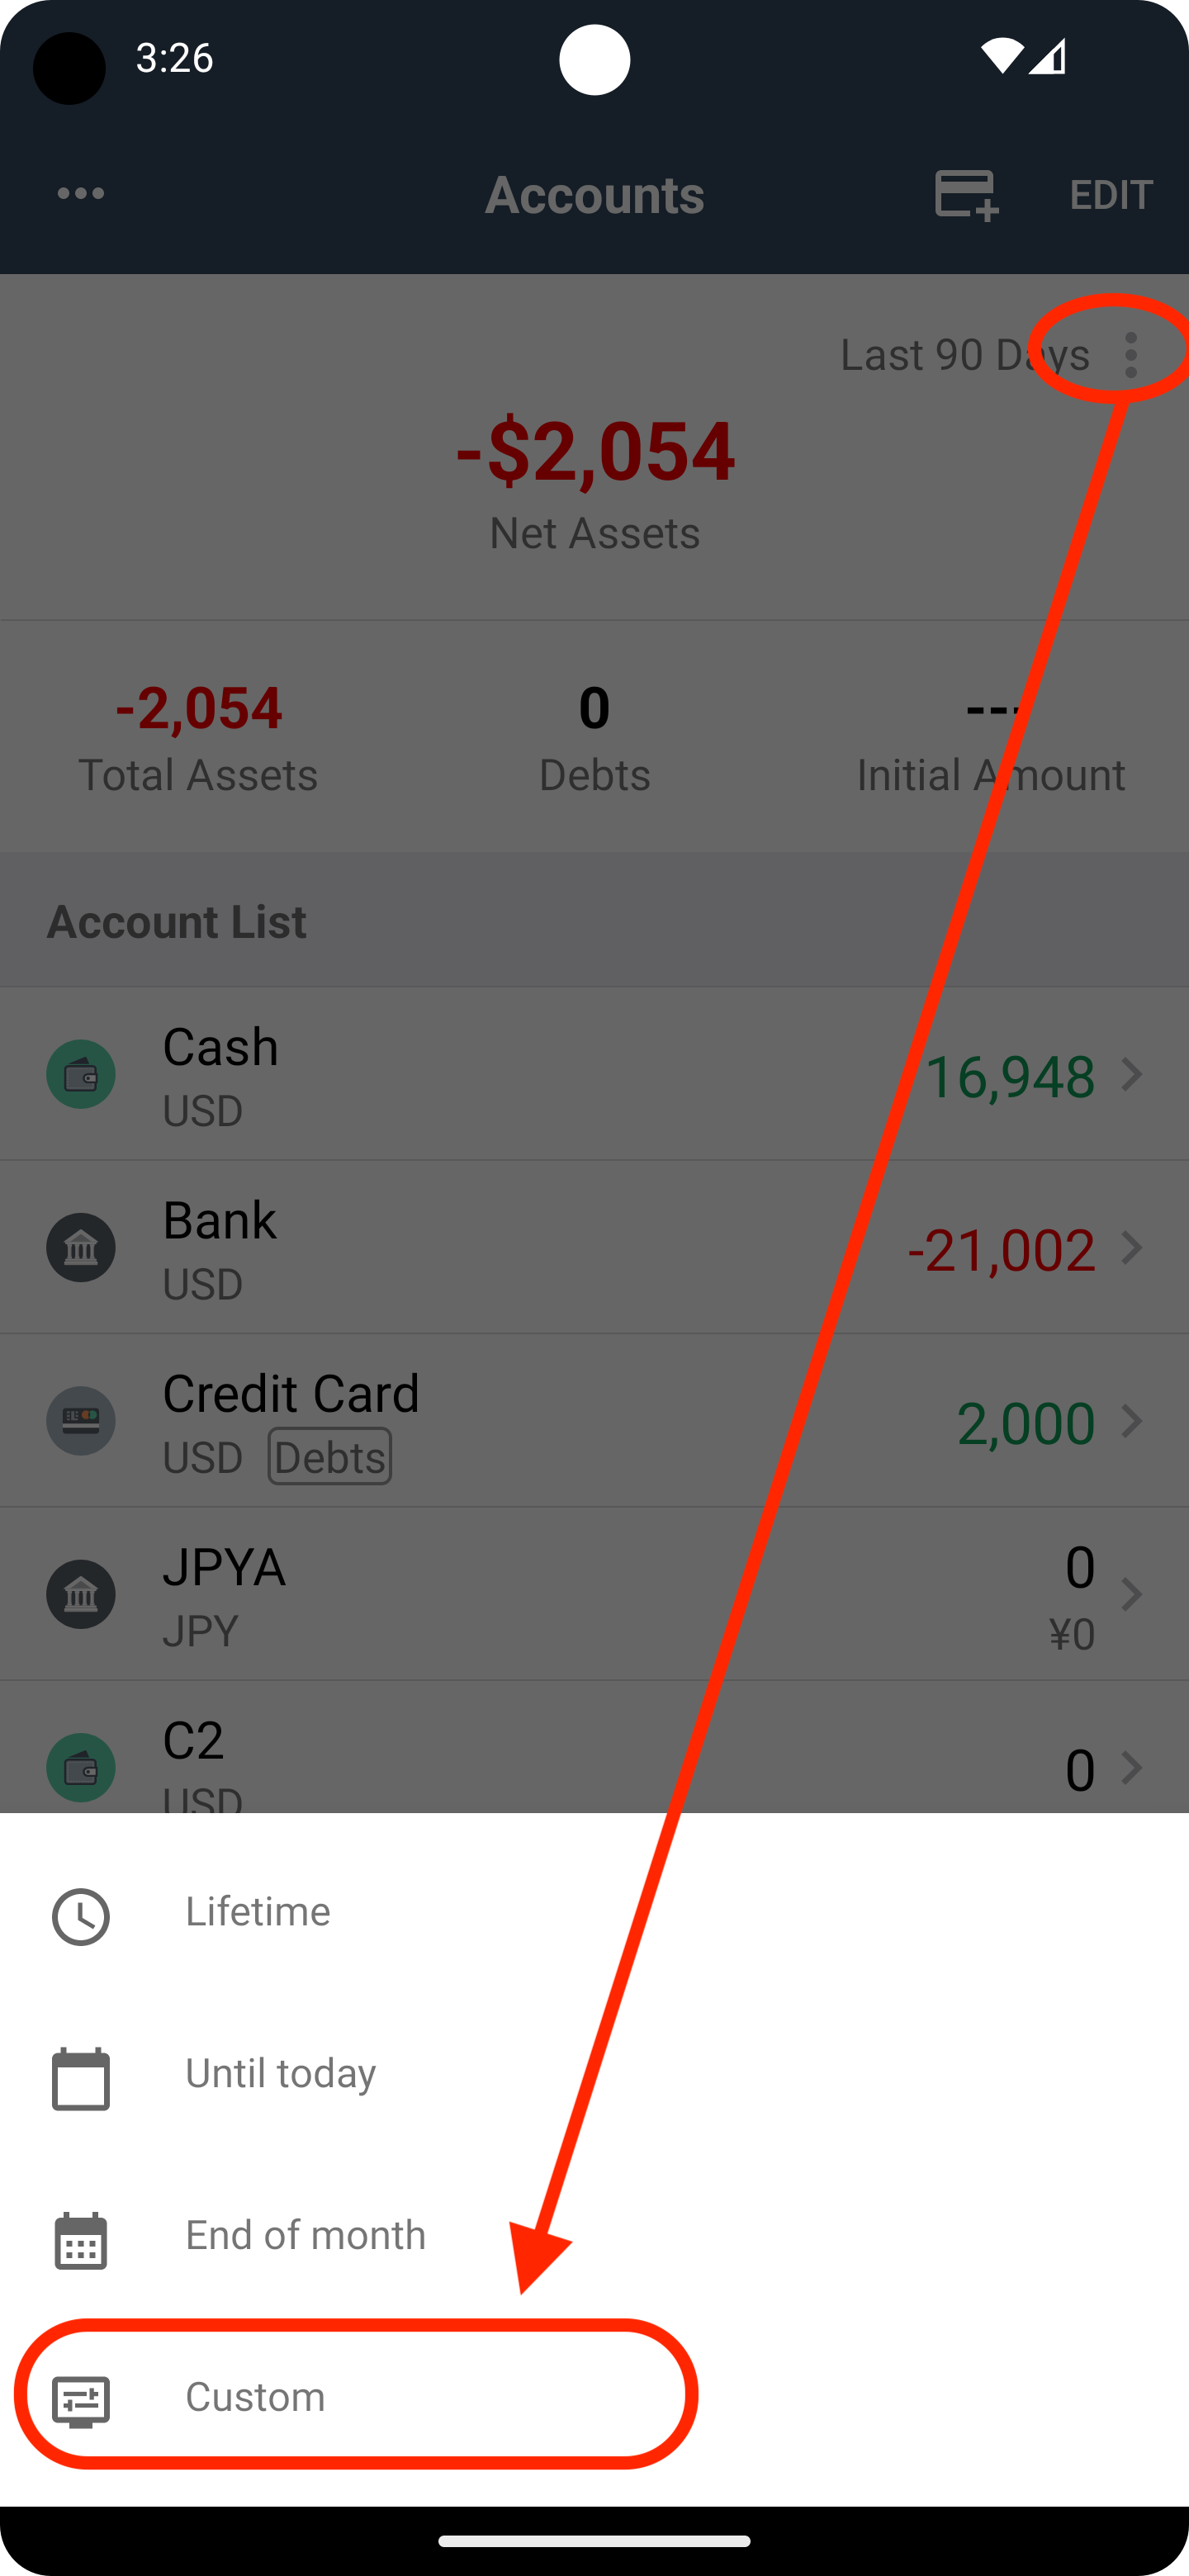 3:26
Accounts
EDIT
Last 90 Days
-$2,054
Net Assets
-2,054
0
---
Total Assets
Debts
Initial Amount
Account List
Cash
16,948
USD
Bank
-21,002
USD
Credit Card
2,000
USD Debts
JPYA
0
JPY
¥0
C2
0
USD
Lifetime
Until today
End of month
Custom